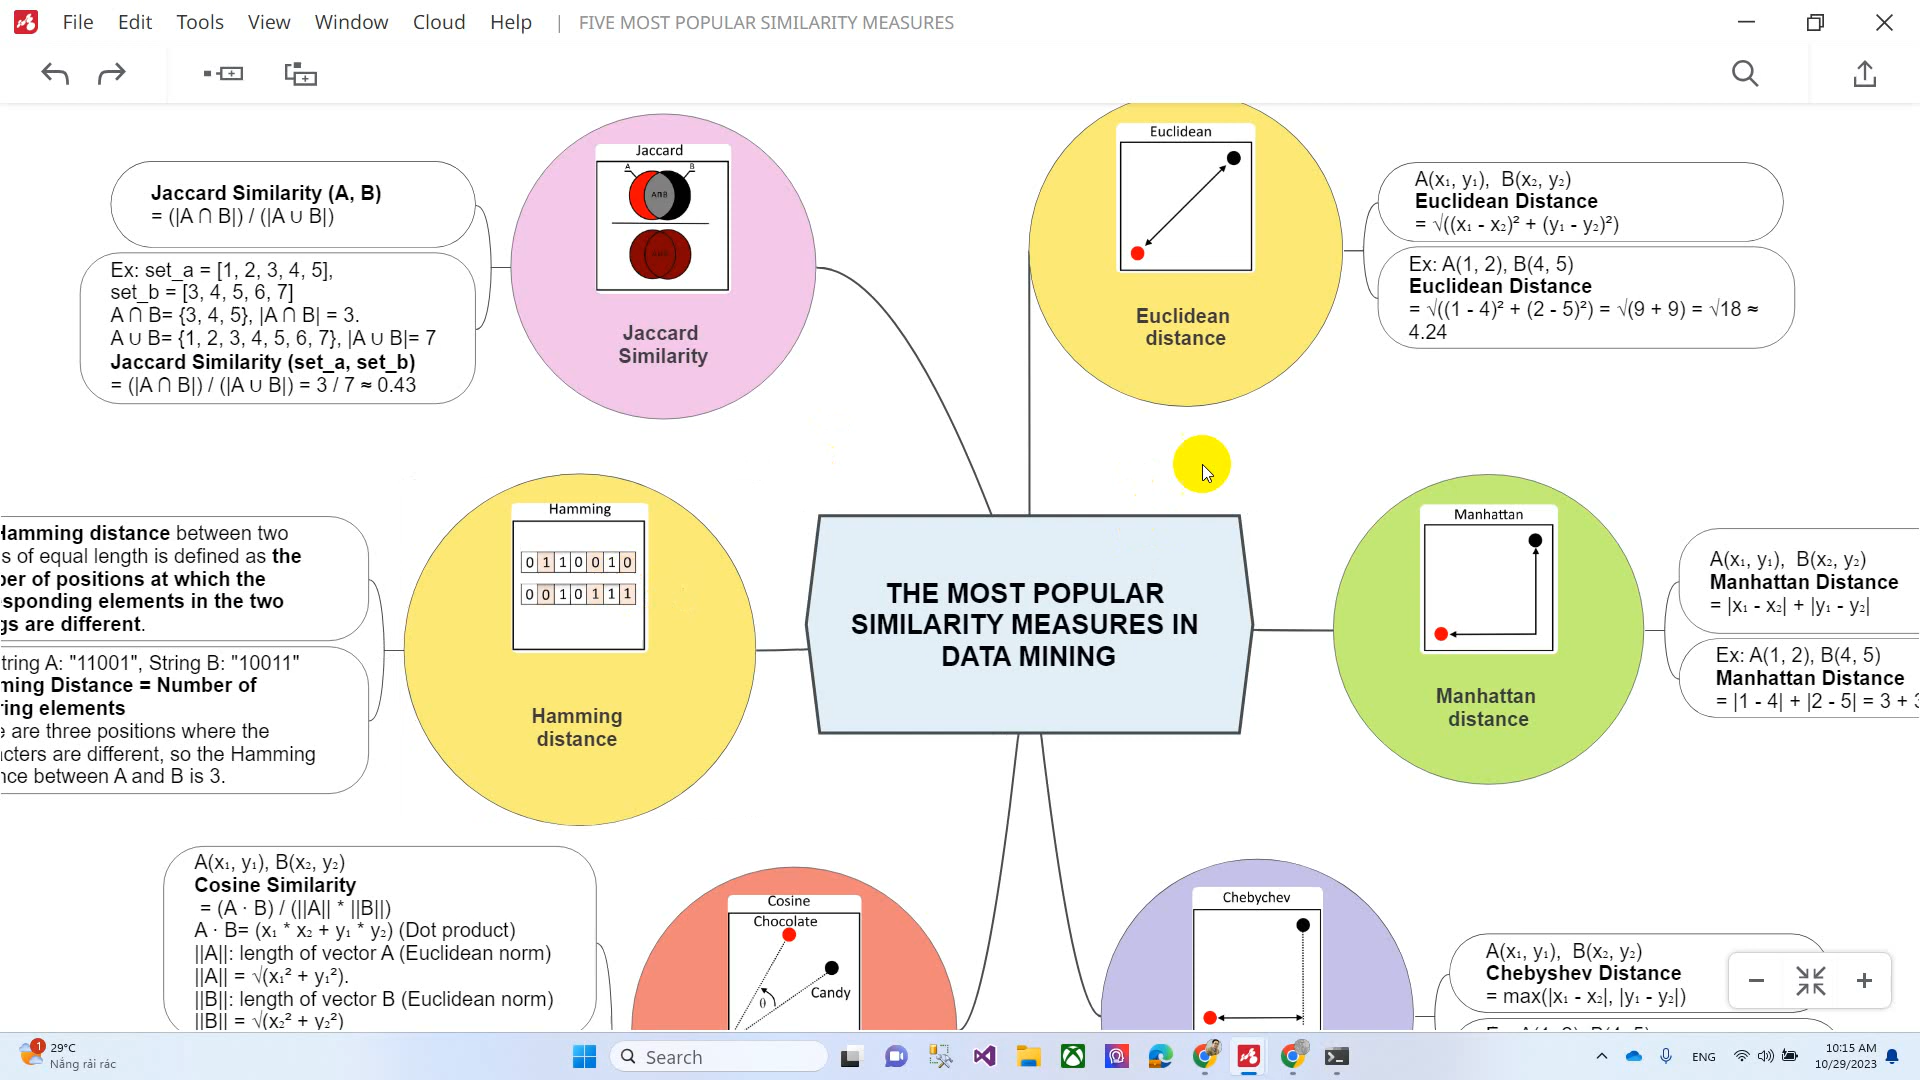 File Edit Tools View Window Cloud Help | FIVE MOST POPULAR SIMILARITY MEASURES
Jaccard
A B
A∩B
Jaccard
Similarity
Jaccard Similarity (A, B)
= (|A ∩ B|) / (|A ∪ B|)
Ex: set_a = [1, 2, 3, 4, 5],
set_b = [3, 4, 5, 6, 7]
A ∩ B= {3, 4, 5}, |A ∩ B| = 3.
A ∪ B= {1, 2, 3, 4, 5, 6, 7}, |A ∪ B|= 7
Jaccard Similarity (set_a, set_b)
= (|A ∩ B|) / (|A ∪ B|) = 3 / 7 ≈ 0.43
Euclidean
Euclidean
distance
A(x₁, y₁), B(x₂, y₂)
Euclidean Distance
= √((x₁ - x₂)² + (y₁ - y₂)²)
Ex: A(1, 2), B(4, 5)
Euclidean Distance
= √((1 - 4)² + (2 - 5)²) = √(9 + 9) = √18 ≈
4.24
Hamming
0 1 1 0 0 1 0
0 0 1 0 1 1 1
Hamming
distance
Hamming distance between two
s of equal length is defined as the
ber of positions at which the
sponding elements in the two
gs are different.
tring A: "11001", String B: "10011"
ming Distance = Number of
ring elements
e are three positions where the
cters are different, so the Hamming
nce between A and B is 3.
THE MOST POPULAR
SIMILARITY MEASURES IN
DATA MINING
Manhattan
Manhattan
distance
A(x₁, y₁), B(x₂, y₂)
Manhattan Distance
= |x₁ - x₂| + |y₁ - y₂|
Ex: A(1, 2), B(4, 5)
Manhattan Distance
= |1 - 4| + |2 - 5| = 3 + 3
A(x₁, y₁), B(x₂, y₂)
Cosine Similarity
= (A · B) / (||A|| * ||B||)
A · B= (x₁ * x₂ + y₁ * y₂) (Dot product)
||A||: length of vector A (Euclidean norm)
||A|| = √(x₁² + y₁²).
||B||: length of vector B (Euclidean norm)
||B|| = √(x₂² + y₂²)
Cosine
Chocolate
Candy
θ
Chebychev
A(x₁, y₁), B(x₂, y₂)
Chebyshev Distance
= max(|x₁ - x₂|, |y₁ - y₂|)
1
29°C
Nắng rải rác
Search
ENG
10:15 AM
10/29/2023